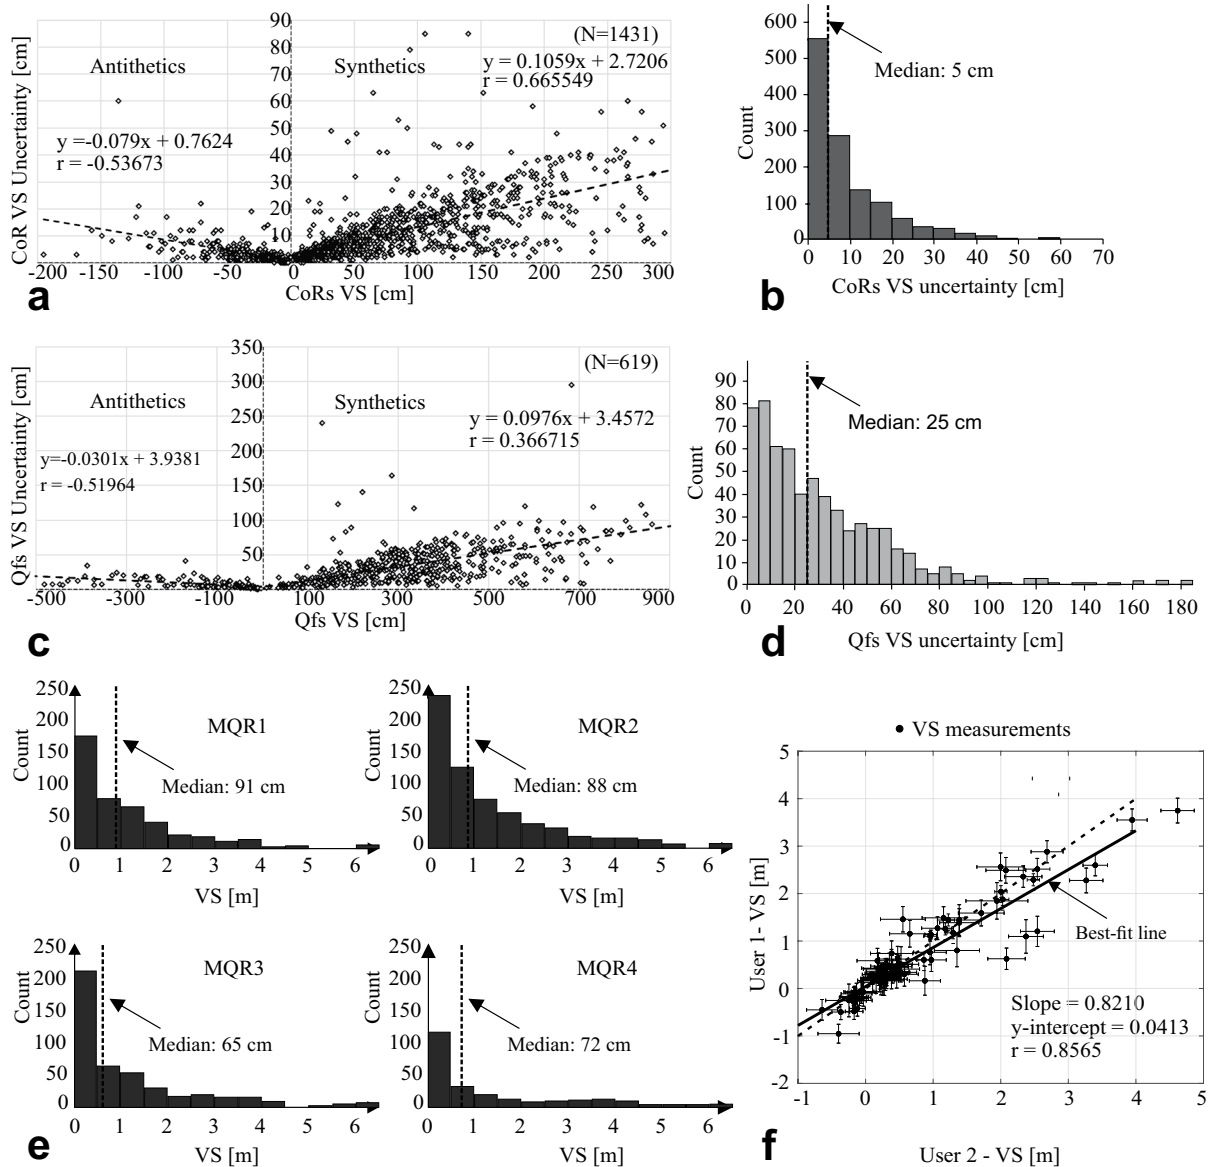 90
80
70
60
50
40
30
20
10
CoR VS Uncertainty [cm]
Antithetics
Synthetics
(N=1431)
y = 0.1059x + 2.7206
r = 0.665549
y =-0.079x + 0.7624
r = -0.53673
-200 -150 -100 -50 0 50 100 150 200 250 300
CoRs VS [cm]
a
600
500
400
300
200
100
0
Count
Median: 5 cm
0 10 20 30 40 50 60 70
CoRs VS uncertainty [cm]
b
350
300
250
200
150
100
50
Qfs VS Uncertainty [cm]
Antithetics
Synthetics
(N=619)
y = 0.0976x + 3.4572
r = 0.366715
y=-0.0301x + 3.9381
r = -0.51964
-500 -300 -100 100 300 500 700 900
Qfs VS [cm]
c
90
80
70
60
50
40
30
20
10
0
Count
Median: 25 cm
0 20 40 60 80 100 120 140 160 180
Qfs VS uncertainty [cm]
d
250
200
150
100
50
0
Count
MQR1
Median: 91 cm
0 1 2 3 4 5 6
VS [m]
250
200
150
100
50
0
Count
MQR2
Median: 88 cm
0 1 2 3 4 5 6
VS [m]
250
200
150
100
50
0
Count
MQR3
Median: 65 cm
0 1 2 3 4 5 6
VS [m]
250
200
150
100
50
0
Count
MQR4
Median: 72 cm
0 1 2 3 4 5 6
VS [m]
e
VS measurements
5
4
3
2
1
0
-1
-2
User 1- VS [m]
Best-fit line
Slope = 0.8210
y-intercept = 0.0413
r = 0.8565
-1 0 1 2 3 4 5
User 2 - VS [m]
f